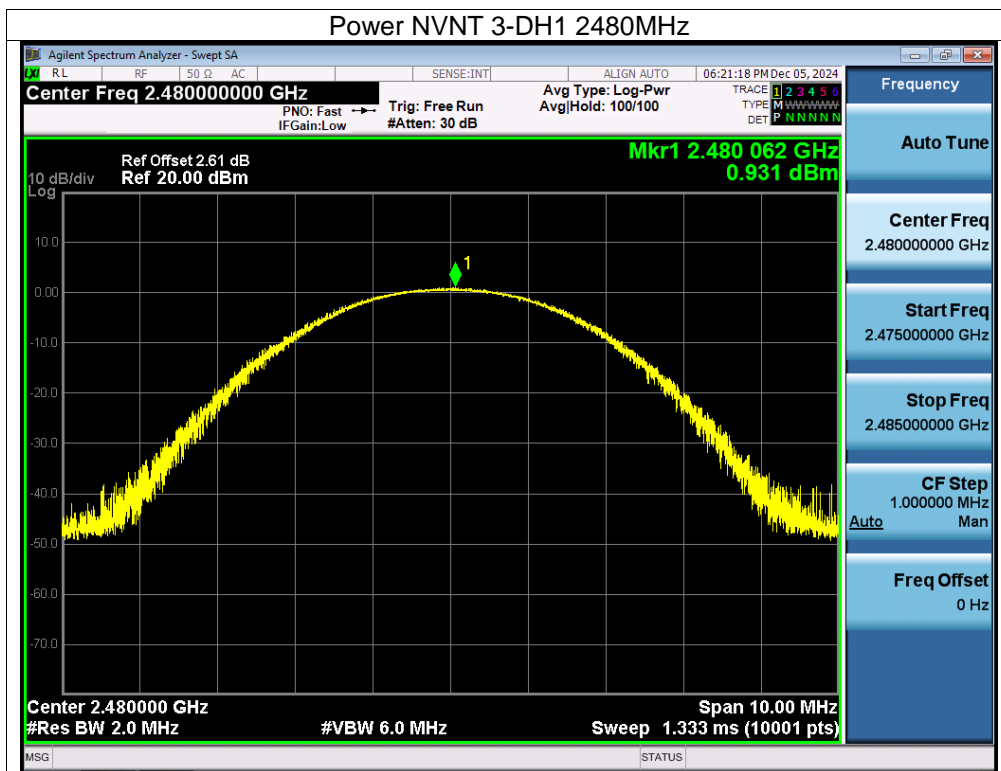 Power NVNT 3-DH1 2480MHz
Agilent Spectrum Analyzer - Swept SA
LXI RL RF 50 Ω AC SENSE:INT ALIGN AUTO 06:21:18 PM Dec 05, 2024
Center Freq 2.480000000 GHz
PNO: Fast
IFGain:Low
Trig: Free Run
#Atten: 30 dB
Avg Type: Log-Pwr
Avg|Hold: 100/100
TRACE 1 2 3 4 5 6
TYPE M WWWWW
DET P N N N N N
Ref Offset 2.61 dB
10 dB/div Ref 20.00 dBm
Log
Mkr1 2.480 062 GHz
0.931 dBm
1
10.0
0.00
-10.0
-20.0
-30.0
-40.0
-50.0
-60.0
-70.0
Center 2.480000 GHz Span 10.00 MHz
#Res BW 2.0 MHz #VBW 6.0 MHz Sweep 1.333 ms (10001 pts)
MSG STATUS
Frequency
Auto Tune
Center Freq
2.480000000 GHz
Start Freq
2.475000000 GHz
Stop Freq
2.485000000 GHz
CF Step
1.000000 MHz
Auto Man
Freq Offset
0 Hz